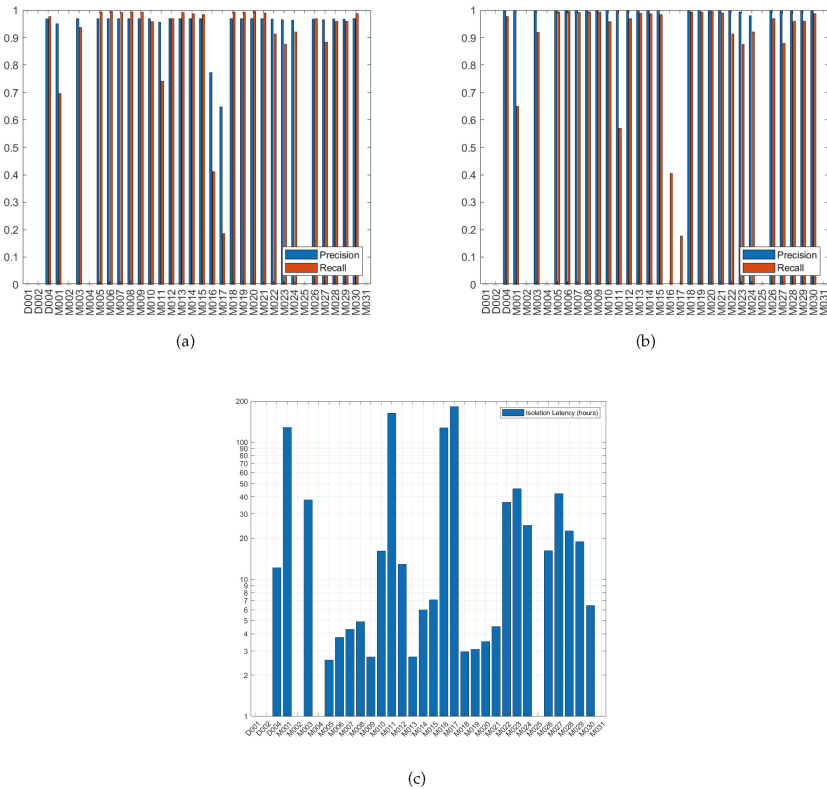 1
0.9
0.8
0.7
0.6
0.5
0.4
0.3
0.2
0.1
0
Precision
Recall
D001
D002
D004
M001
M002
M003
M004
M005
M006
M007
M008
M009
M010
M011
M012
M013
M014
M015
M016
M017
M018
M019
M020
M021
M022
M023
M024
M025
M026
M027
M028
M029
M030
M031
(a)
1
0.9
0.8
0.7
0.6
0.5
0.4
0.3
0.2
0.1
0
Precision
Recall
D001
D002
D04
M001
M002
M003
M004
M005
M006
M007
M008
M009
M010
M011
M012
M013
M014
M015
M016
M017
M018
M019
M020
M021
M022
M023
M024
M025
M026
M027
M028
M029
M030
M031
(b)
200
100
90
80
70
60
50
40
30
20
10
9
8
7
6
5
4
3
2
1
Isolation Latency (hours)
D001
D002
D004
M001
M002
M003
M004
M005
M006
M007
M008
M009
M010
M011
M012
M013
M014
M015
M016
M017
M018
M019
M020
M021
M022
M023
M024
M025
M026
M027
M028
M029
M030
M031
(c)